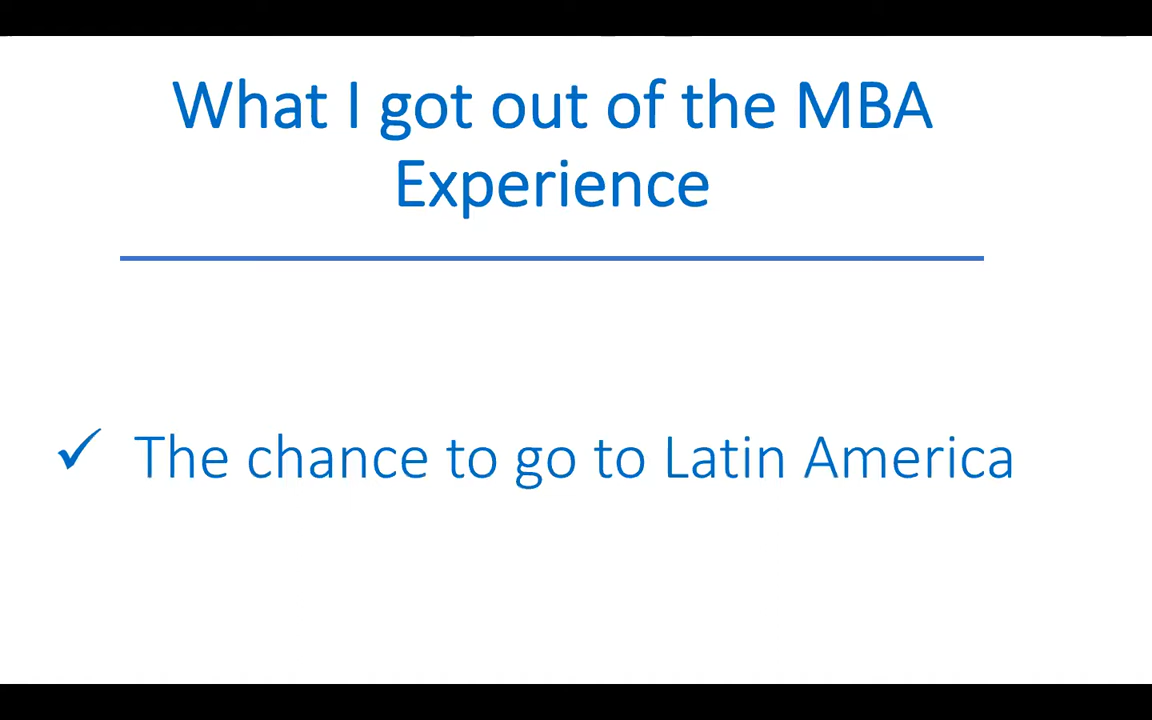 What I got out of the MBA
Experience
✓ The chance to go to Latin America